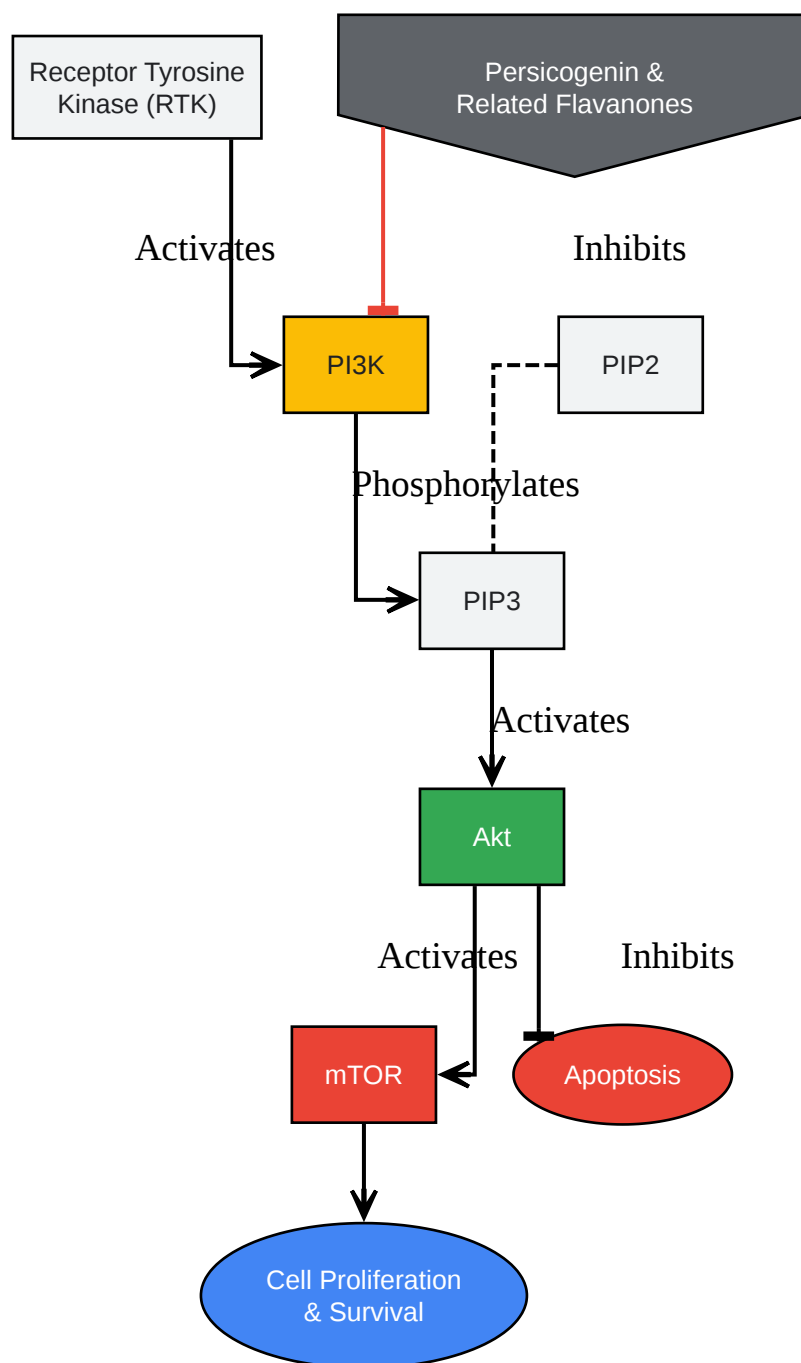 Receptor Tyrosine
Kinase (RTK)
Persicogenin &
Related Flavanones
Activates
Inhibits
PI3K
PIP2
Phosphorylates
PIP3
Activates
Akt
Activates
Inhibits
mTOR
Apoptosis
Cell Proliferation
& Survival